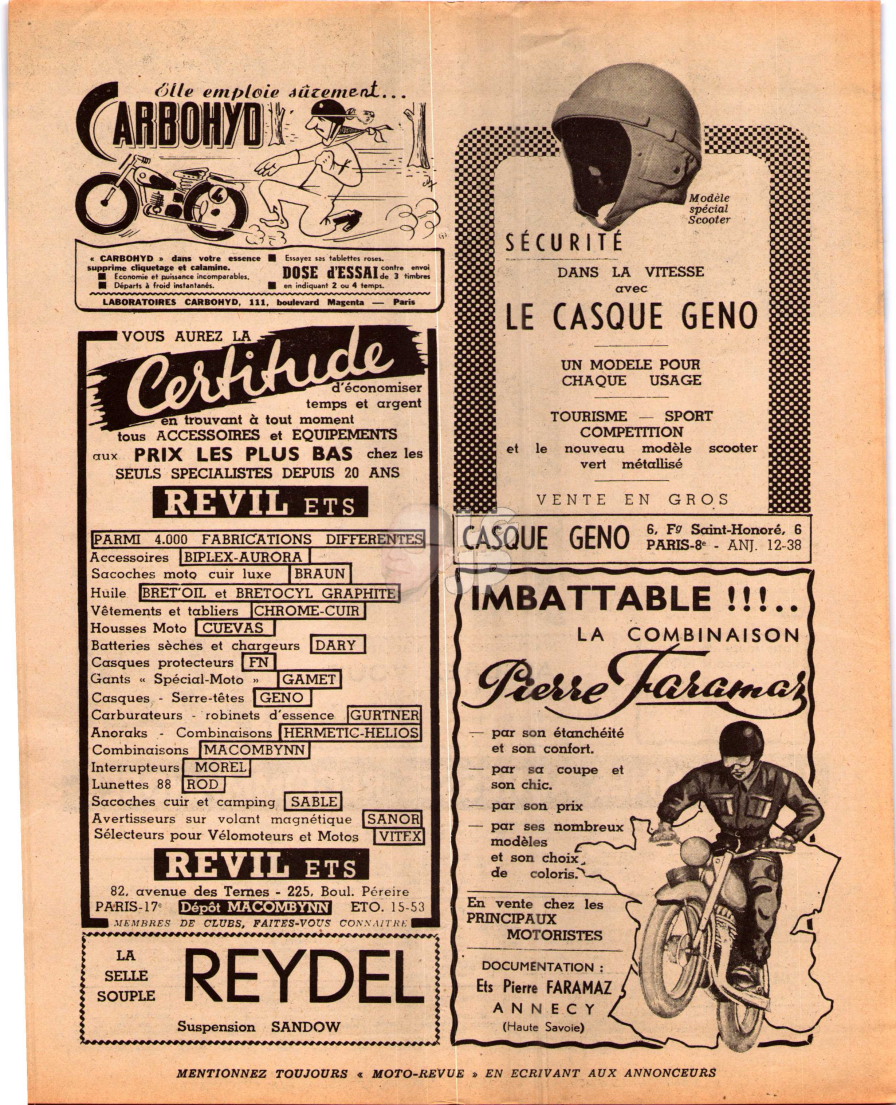 Elle emploie sûrement...
CARBOHYD
« CARBOHYD » dans votre essence
supprime cliquetage et calamine.
Économie et puissance incomparables,
Départs à froid instantanés.
Essayez ses tablettes roses.
DOSE d'ESSAI contre envoi
de 3 timbres
en indiquant 2 ou 4 temps.
LABORATOIRES CARBOHYD, 111, boulevard Magenta — Paris
VOUS AUREZ LA
Certitude
d'économiser
temps et argent
en trouvant à tout moment
tous ACCESSOIRES et EQUIPEMENTS
aux PRIX LES PLUS BAS chez les
SEULS SPECIALISTES DEPUIS 20 ANS
REVIL ETS
PARMI 4.000 FABRICATIONS DIFFERENTES
Accessoires BIPLEX-AURORA
Sacoches moto cuir luxe BRAUN
Huile BRET'OIL et BRETOCYL GRAPHITE
Vêtements et tabliers CHROME-CUIR
Housses Moto CUEVAS
Batteries sèches et chargeurs DARY
Casques protecteurs FN
Gants « Spécial-Moto » GAMET
Casques - Serre-têtes GENO
Carburateurs - robinets d'essence GURTNER
Anoraks - Combinaisons HERMETIC-HELIOS
Combinaisons MACOMBYNN
Interrupteurs MOREL
Lunettes 88 ROD
Sacoches cuir et camping SABLE
Avertisseurs sur volant magnétique SANOR
Sélecteurs pour Vélomoteurs et Motos VITEX
REVIL ETS
82, avenue des Ternes - 225, Boul. Péreire
PARIS-17e Dépôt MACOMBYNN ETO. 15-53
MEMBRES DE CLUBS, FAITES-VOUS CONNAITRE
LA
SELLE
SOUPLE
REYDEL
Suspension SANDOW
Modèle
spécial
Scooter
SÉCURITÉ
DANS LA VITESSE
avec
LE CASQUE GENO
UN MODELE POUR
CHAQUE USAGE
TOURISME — SPORT
COMPETITION
et le nouveau modèle scooter
vert métallisé
VENTE EN GROS
CASQUE GENO
6, Fg Saint-Honoré, 6
PARIS-8e - ANJ. 12-38
IMBATTABLE !!!..
LA COMBINAISON
Pierre Faramaz
— par son étanchéité
et son confort.
— par sa coupe et
son chic.
— par son prix
— par ses nombreux
modèles
et son choix
de coloris.
En vente chez les
PRINCIPAUX
MOTORISTES
DOCUMENTATION :
Ets Pierre FARAMAZ
ANNECY
(Haute Savoie)
MENTIONNEZ TOUJOURS « MOTO-REVUE » EN ECRIVANT AUX ANNONCEURS